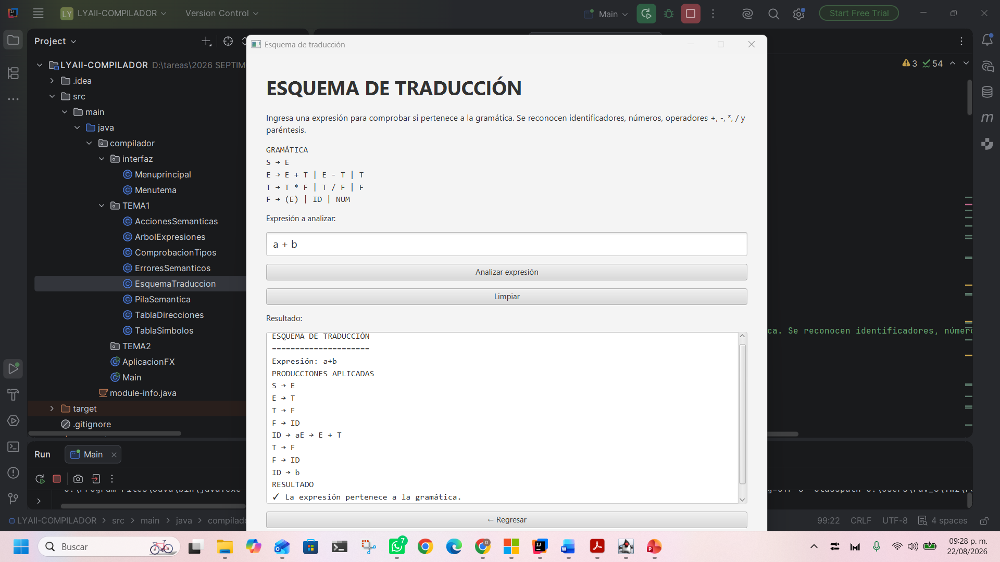 LY
LYAII-COMPILADOR
Version Control
Main
Start Free Trial
Project
LYAII-COMPILADOR D:\tareas\2026 SEPTIM
.idea
src
main
java
compilador
interfaz
Menuprincipal
Menutema
TEMA1
AccionesSemanticas
ArbolExpresiones
ComprobacionTipos
ErroresSemanticos
EsquemaTraduccion
PilaSemantica
TablaDirecciones
TablaSimbolos
TEMA2
AplicacionFX
Main
module-info.java
target
.gitignore
3 54
Esquema de traducción
ESQUEMA DE TRADUCCIÓN
Ingresa una expresión para comprobar si pertenece a la gramática. Se reconocen identificadores, números, operadores +, -, *, / y
paréntesis.
GRAMÁTICA
S → E
E → E + T | E - T | T
T → T * F | T / F | F
F → (E) | ID | NUM
Expresión a analizar:
a + b
Analizar expresión
Limpiar
Resultado:
ESQUEMA DE TRADUCCIÓN
=====================
Expresión: a+b
PRODUCCIONES APLICADAS
S → E
E → T
T → F
F → ID
ID → aE → E + T
T → F
F → ID
ID → b
RESULTADO
✓ La expresión pertenece a la gramática.
← Regresar
ca. Se reconocen identificadores, número
Run
Main
LYAII-COMPILADOR > src > main > java > compilado
99:22 CRLF UTF-8 4 spaces
Buscar
7
09:28 p. m.
22/08/2026